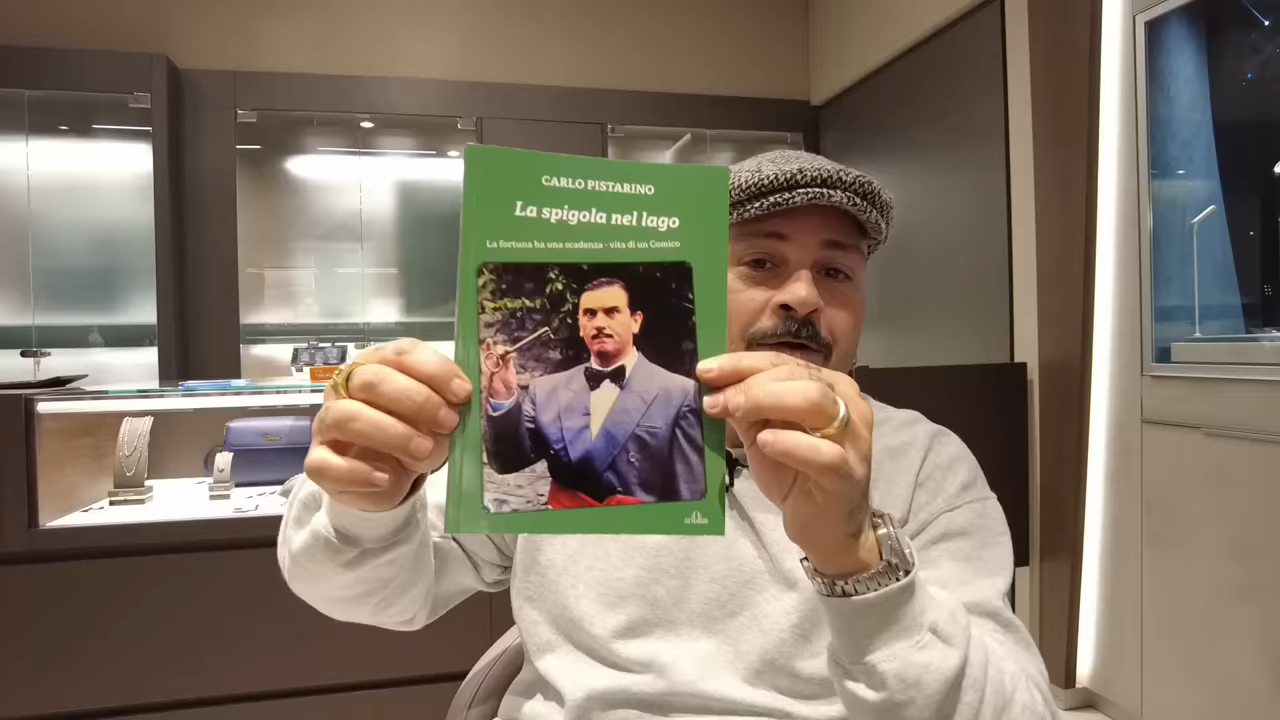 CARLO PISTARINO
La spigola nel lago
La fortuna ha una scadenza - vita di un Comico